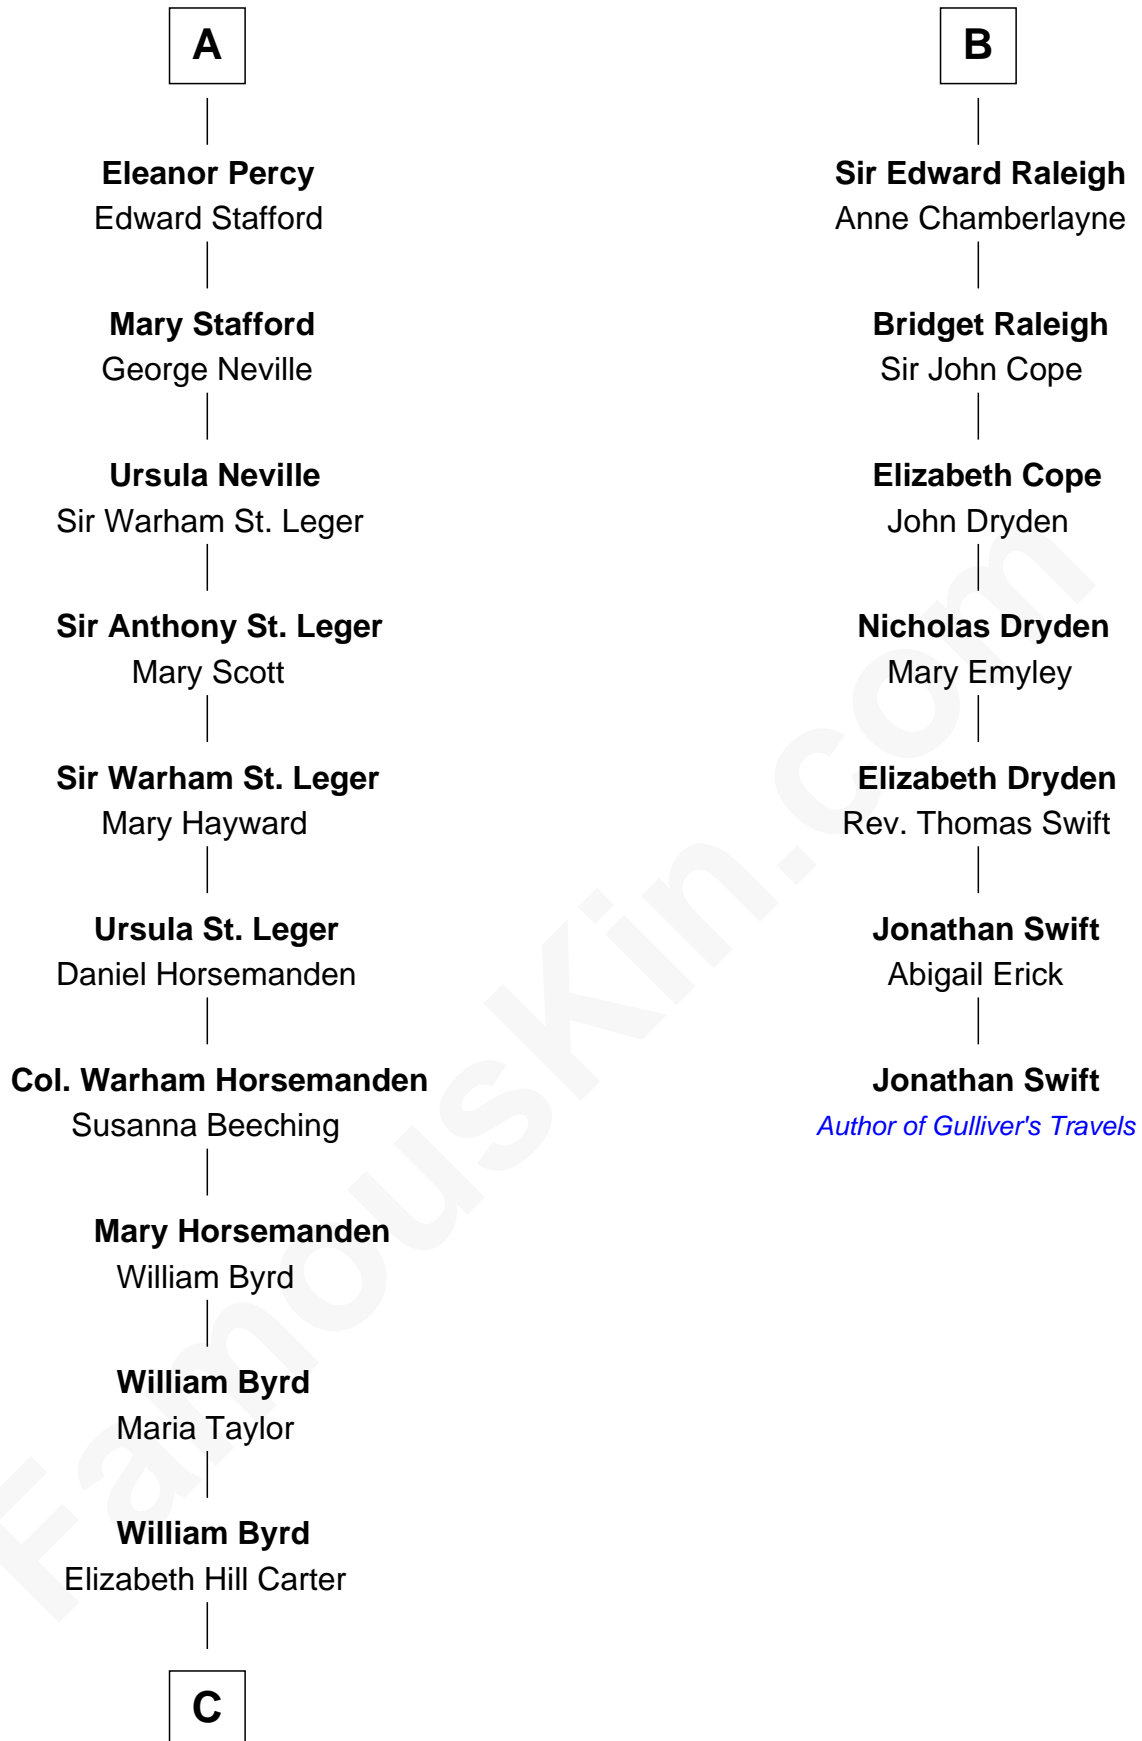 A
Eleanor Percy
Edward Stafford
Mary Stafford
George Neville
Ursula Neville
Sir Warham St. Leger
Sir Anthony St. Leger
Mary Scott
Sir Warham St. Leger
Mary Hayward
Ursula St. Leger
Daniel Horsemanden
Col. Warham Horsemanden
Susanna Beeching
Mary Horsemanden
William Byrd
William Byrd
Maria Taylor
William Byrd
Elizabeth Hill Carter
C
B
Sir Edward Raleigh
Anne Chamberlayne
Bridget Raleigh
Sir John Cope
Elizabeth Cope
John Dryden
Nicholas Dryden
Mary Emyley
Elizabeth Dryden
Rev. Thomas Swift
Jonathan Swift
Abigail Erick
Jonathan Swift
Author of Gulliver's Travels
FamousKin.com